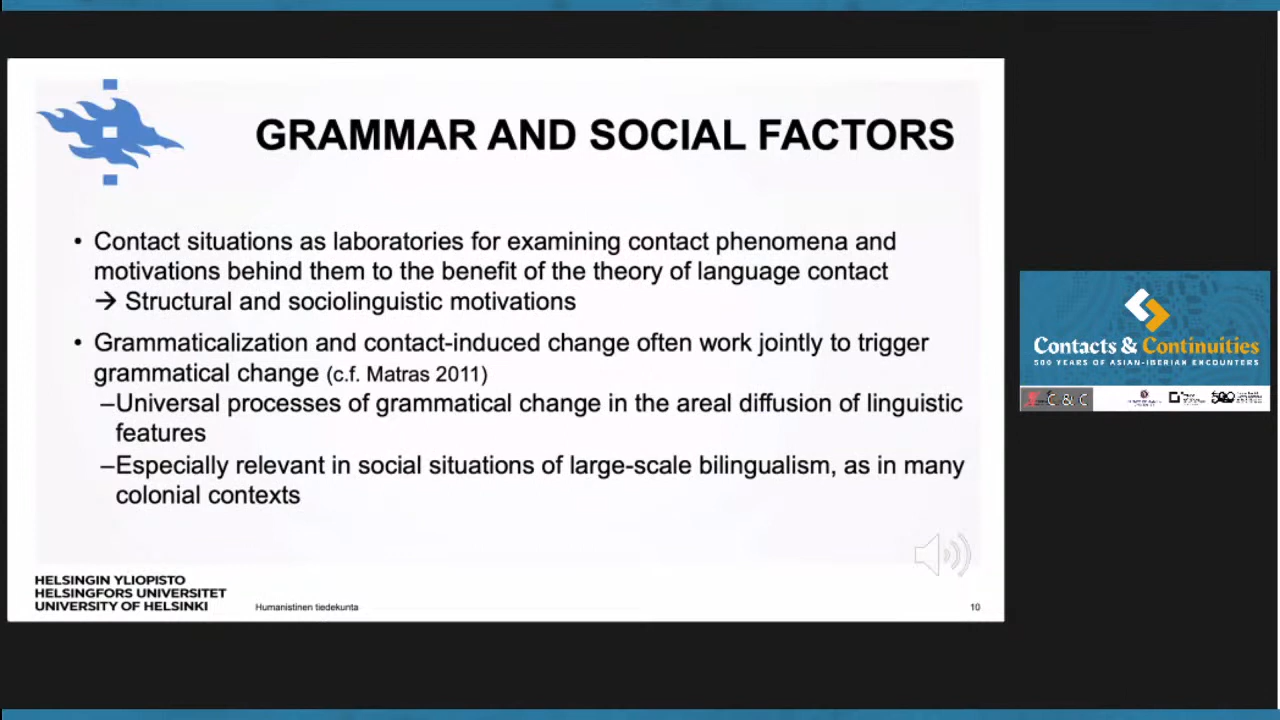 GRAMMAR AND SOCIAL FACTORS
• Contact situations as laboratories for examining contact phenomena and
motivations behind them to the benefit of the theory of language contact
→ Structural and sociolinguistic motivations
• Grammaticalization and contact-induced change often work jointly to trigger
grammatical change (c.f. Matras 2011)
–Universal processes of grammatical change in the areal diffusion of linguistic
features
–Especially relevant in social situations of large-scale bilingualism, as in many
colonial contexts
HELSINGIN YLIOPISTO
HELSINGFORS UNIVERSITET
UNIVERSITY OF HELSINKI
Humanistinen tiedekunta
10
Contacts & Continuities
500 YEARS OF ASIAN-IBERIAN ENCOUNTERS
C & C
500